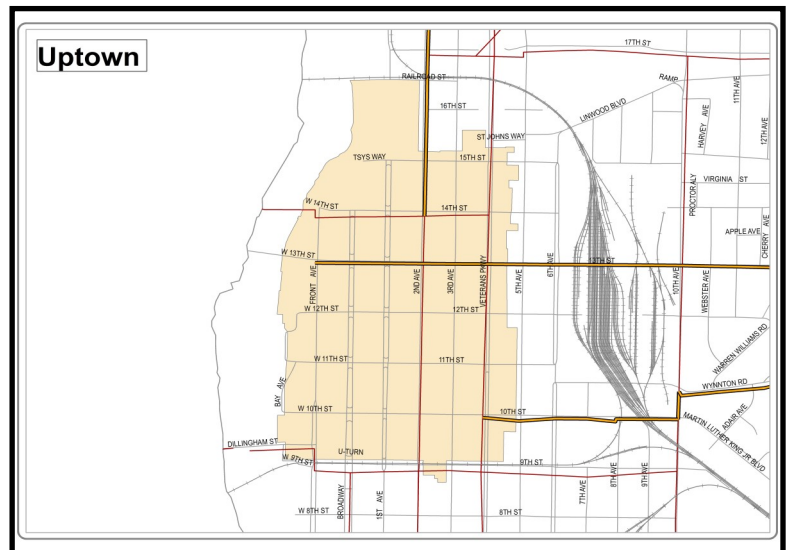 Uptown
17TH ST
RAILROAD ST
RAMP
11TH AVE
16TH ST
LINWOOD BLVD
HARVEY AVE
12TH AVE
ST JOHNS WAY
TSYS WAY
15TH ST
VIRGINIA ST
PROCTOR ALY
W 14TH ST
14TH ST
APPLE AVE
CHERRY AVE
W 13TH ST
13TH ST
FRONT AVE
2ND AVE
3RD AVE
VETERANS PKWY
5TH AVE
6TH AVE
10TH AVE
WEBSTER AVE
W 12TH ST
12TH ST
WARREN WILLIAMS RD
W 11TH ST
11TH ST
BAY AVE
WYNNTON RD
W 10TH ST
10TH ST
ADAIR AVE
MARTIN LUTHER KING JR BLVD
DILLINGHAM ST
U-TURN
W 9TH ST
9TH ST
7TH AVE
8TH AVE
9TH AVE
BROADWAY
1ST AVE
W 8TH ST
8TH ST